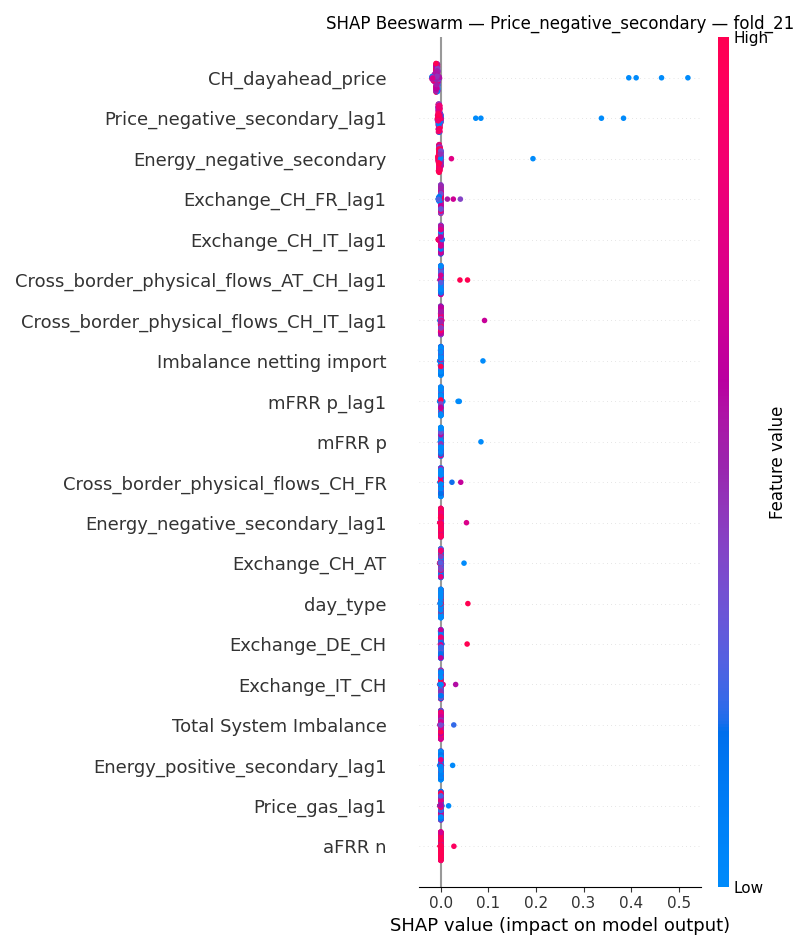 SHAP Beeswarm — Price_negative_secondary — fold_21
High
CH_dayahead_price
Price_negative_secondary_lag1
Energy_negative_secondary
Exchange_CH_FR_lag1
Exchange_CH_IT_lag1
Cross_border_physical_flows_AT_CH_lag1
Cross_border_physical_flows_CH_IT_lag1
Imbalance netting import
mFRR p_lag1
mFRR p
Cross_border_physical_flows_CH_FR
Energy_negative_secondary_lag1
Exchange_CH_AT
day_type
Exchange_DE_CH
Exchange_IT_CH
Total System Imbalance
Energy_positive_secondary_lag1
Price_gas_lag1
aFRR n
Feature value
Low
0.0 0.1 0.2 0.3 0.4 0.5
SHAP value (impact on model output)